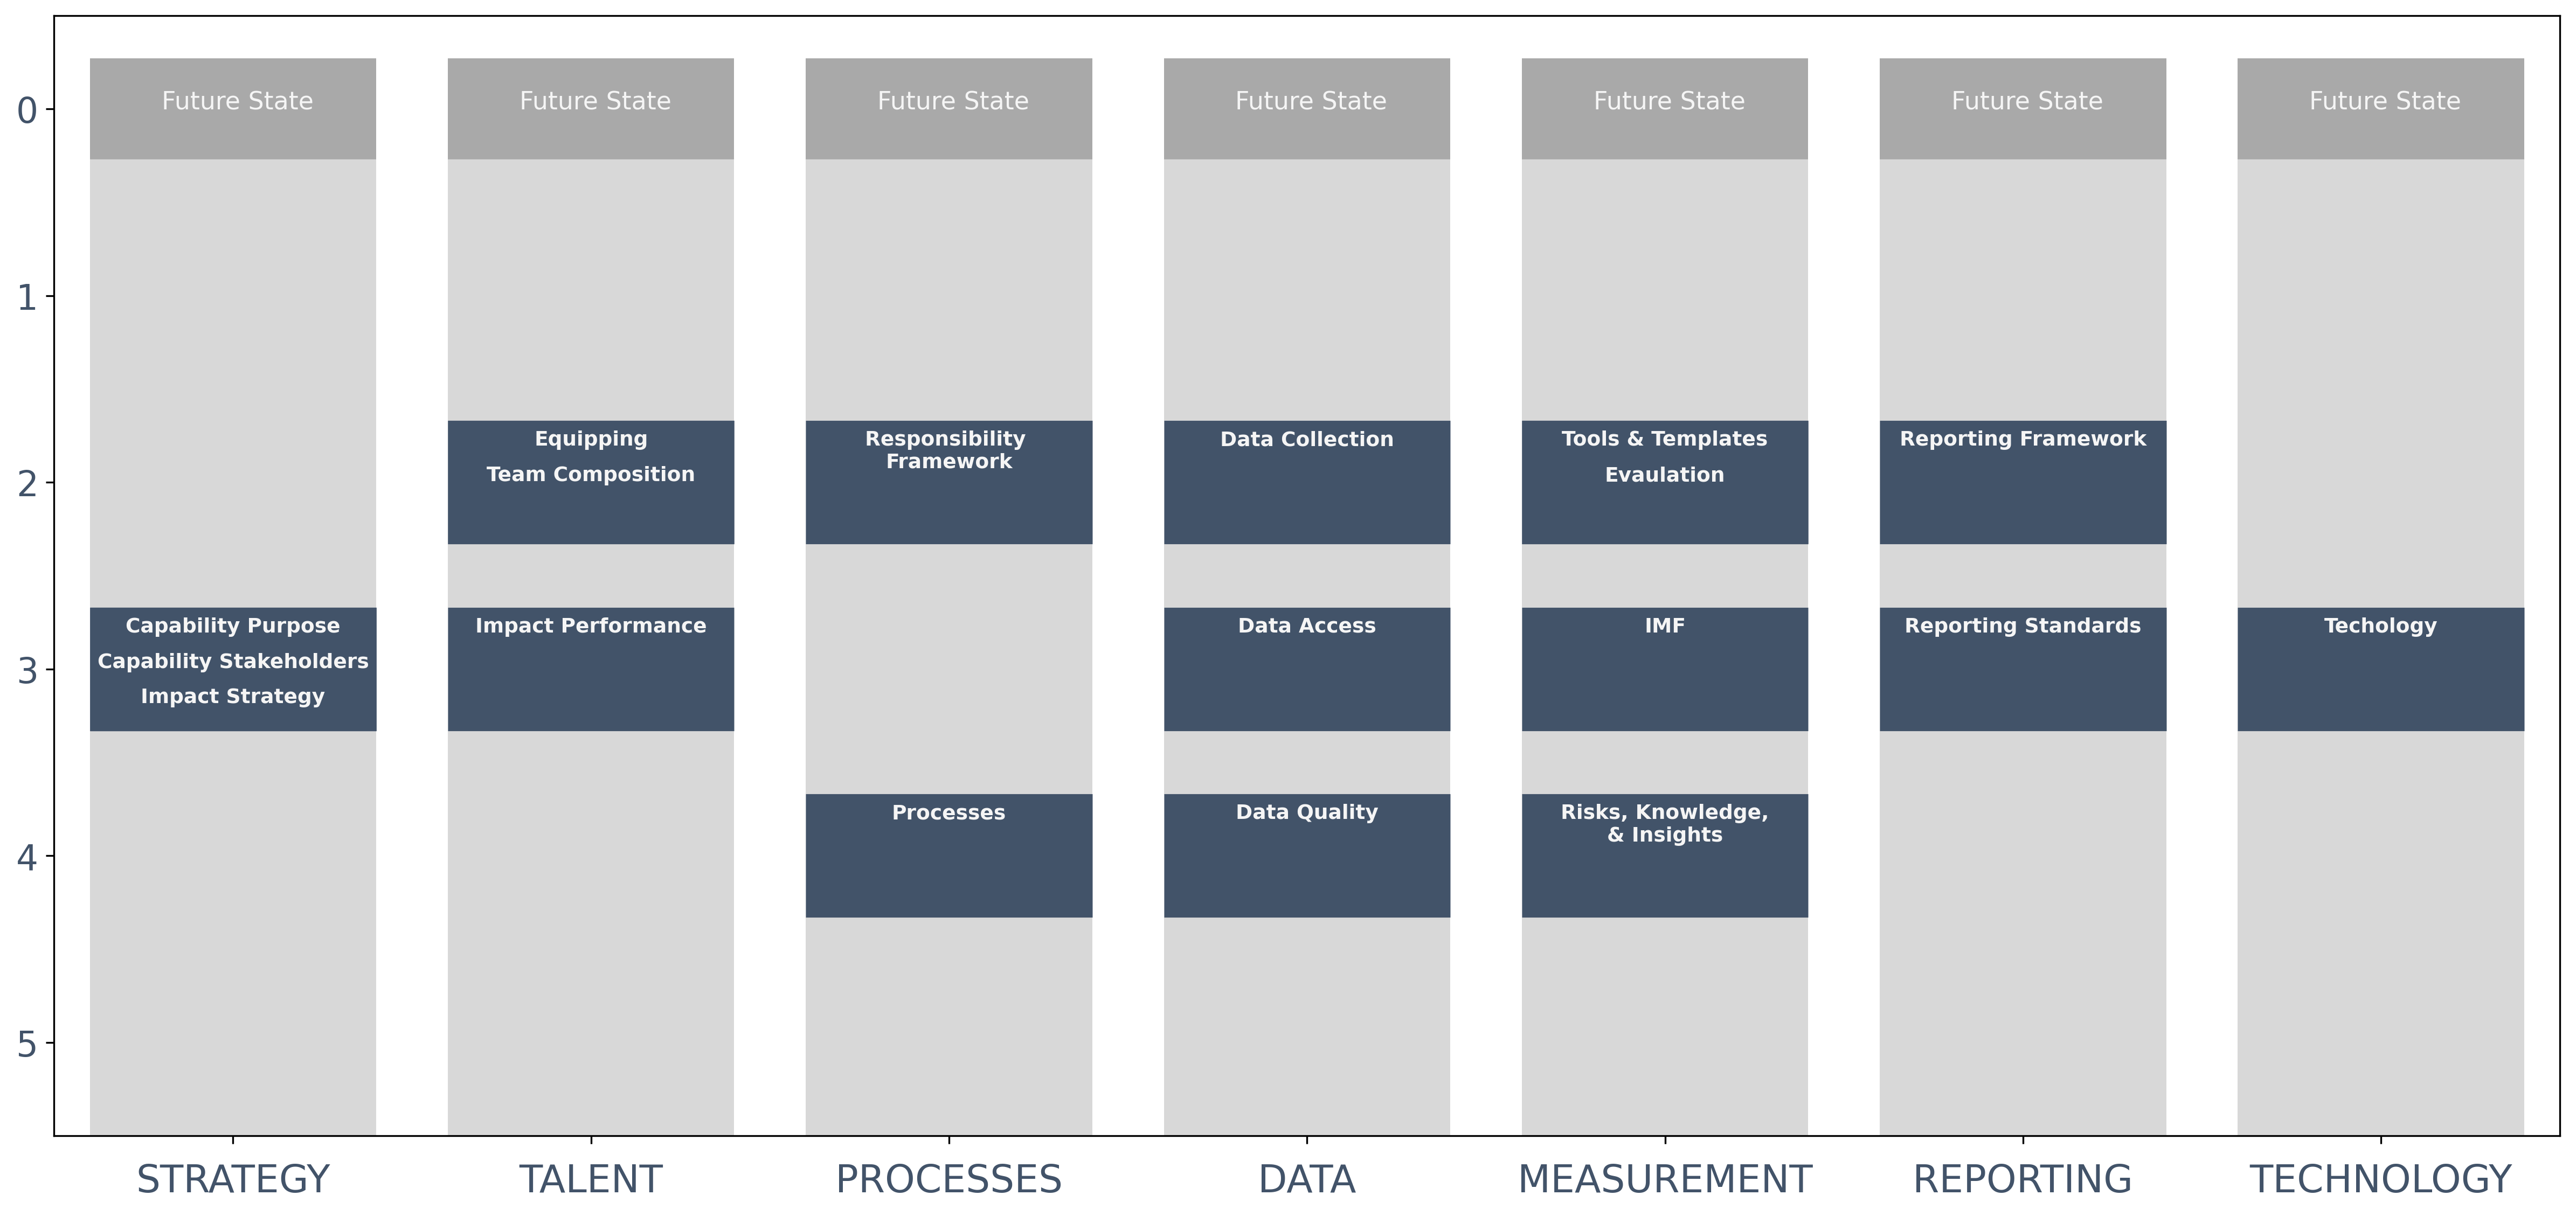 0
Future State
Future State
Future State
Future State
Future State
Future State
Future State
1
2
Equipping
Team Composition
Responsibility
Framework
Data Collection
Tools & Templates
Evaulation
Reporting Framework
3
Capability Purpose
Capability Stakeholders
Impact Strategy
Impact Performance
Data Access
IMF
Reporting Standards
Techology
4
Processes
Data Quality
Risks, Knowledge,
& Insights
5
STRATEGY
TALENT
PROCESSES
DATA
MEASUREMENT
REPORTING
TECHNOLOGY